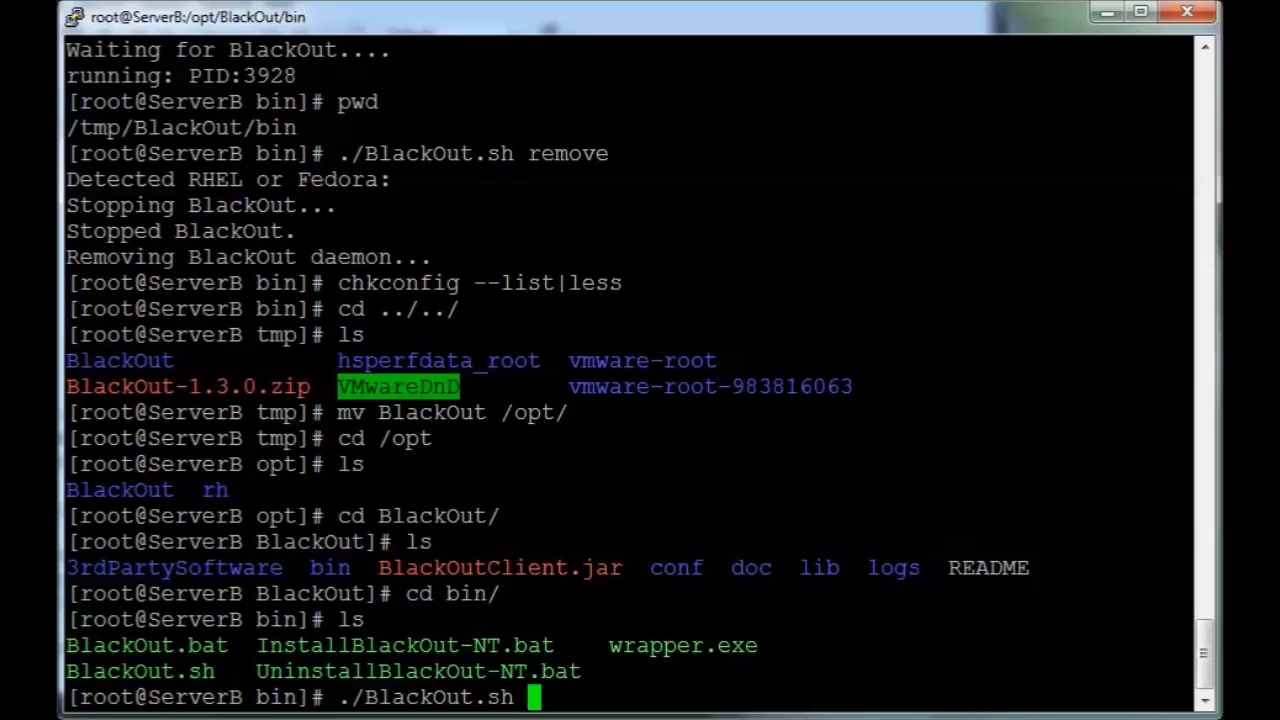 root@ServerB:/opt/BlackOut/bin
Waiting for BlackOut....
running: PID:3928
[root@ServerB bin]# pwd
/tmp/BlackOut/bin
[root@ServerB bin]# ./BlackOut.sh remove
Detected RHEL or Fedora:
Stopping BlackOut...
Stopped BlackOut.
Removing BlackOut daemon...
[root@ServerB bin]# chkconfig --list|less
[root@ServerB bin]# cd ../../
[root@ServerB tmp]# ls
BlackOut hsperfdata_root vmware-root
BlackOut-1.3.0.zip VMwareDnD vmware-root-983816063
[root@ServerB tmp]# mv BlackOut /opt/
[root@ServerB tmp]# cd /opt
[root@ServerB opt]# ls
BlackOut rh
[root@ServerB opt]# cd BlackOut/
[root@ServerB BlackOut]# ls
3rdPartySoftware bin BlackOutClient.jar conf doc lib logs README
[root@ServerB BlackOut]# cd bin/
[root@ServerB bin]# ls
BlackOut.bat InstallBlackOut-NT.bat wrapper.exe
BlackOut.sh UninstallBlackOut-NT.bat
[root@ServerB bin]# ./BlackOut.sh